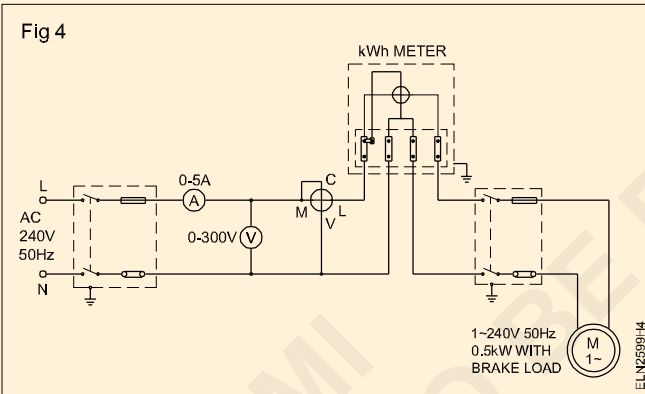 Fig 4
kWh METER
L
AC
240V
50Hz
N
0-5A
A
0-300V
V
M
C
L
V
1~240V 50Hz
0.5kW WITH
BRAKE LOAD
M
1~
ELN2599H4